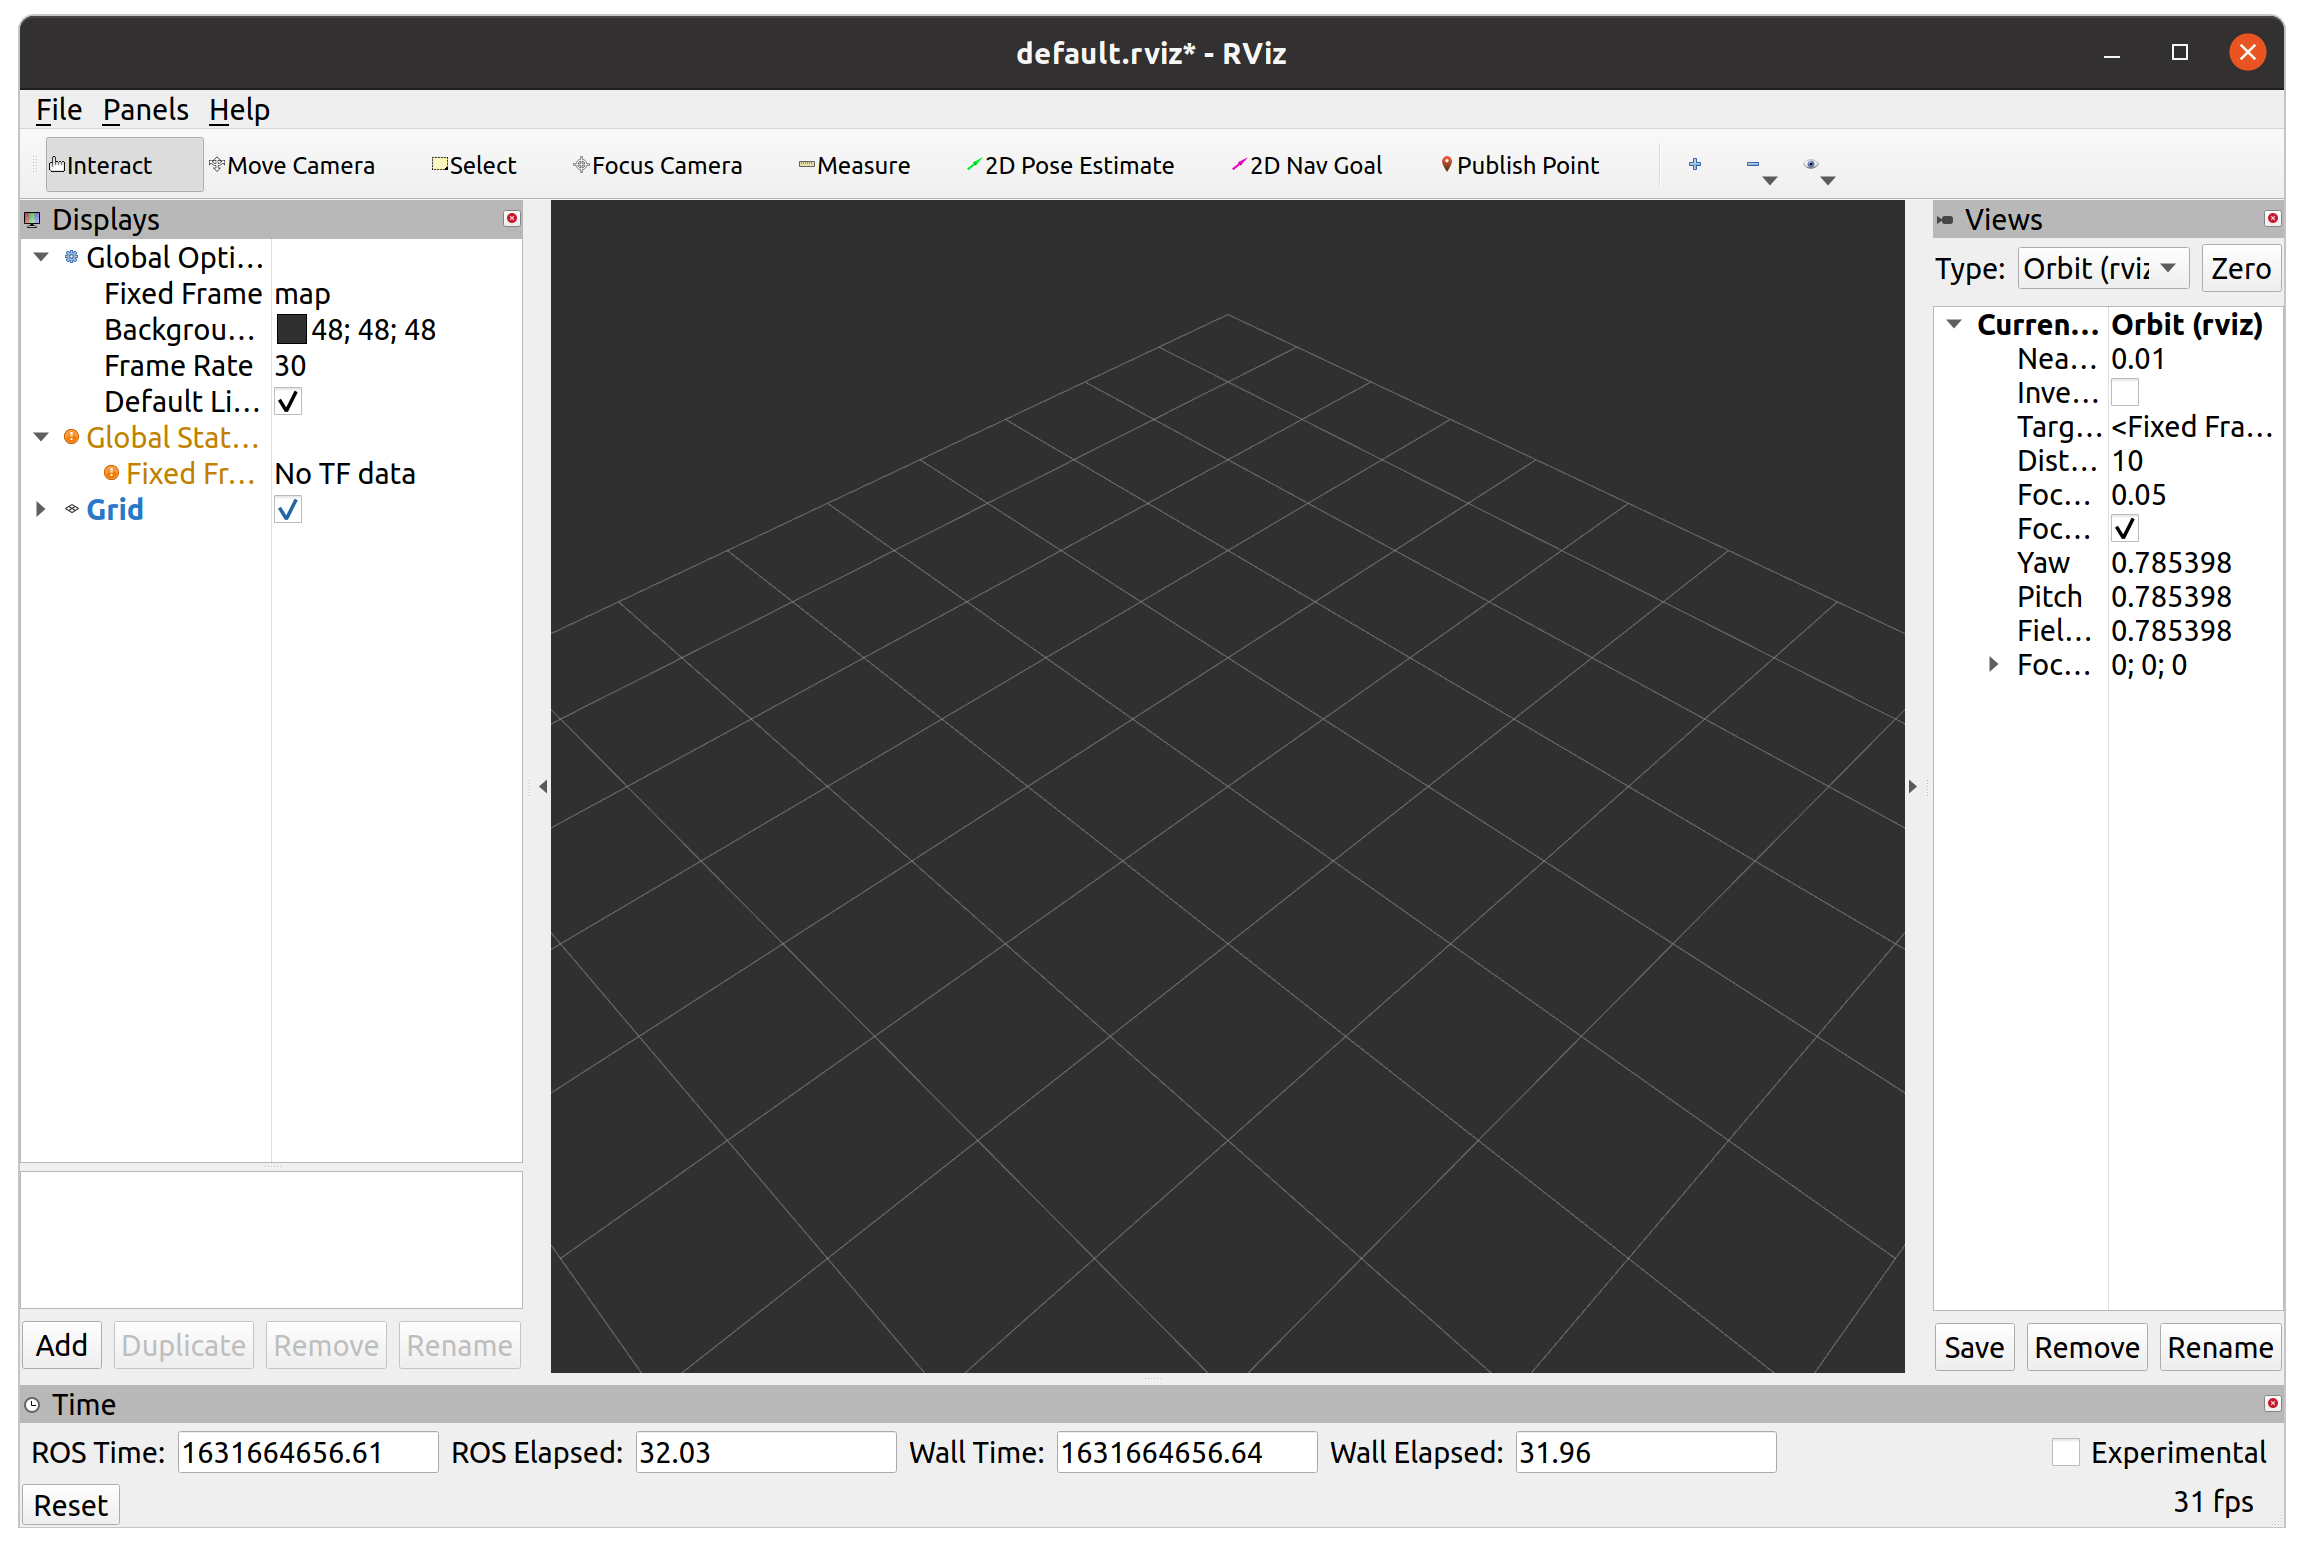 default.rviz* - RViz
File Panels Help
Interact Move Camera Select Focus Camera Measure 2D Pose Estimate 2D Nav Goal Publish Point
Displays
Global Opti...
Fixed Frame map
Backgrou... 48; 48; 48
Frame Rate 30
Default Li...
Global Stat...
Fixed Fr... No TF data
Grid
Add Duplicate Remove Rename
Views
Type: Orbit (rviz Zero
Curren... Orbit (rviz)
Nea... 0.01
Inve...
Targ... <Fixed Fra...
Dist... 10
Foc... 0.05
Foc...
Yaw 0.785398
Pitch 0.785398
Fiel... 0.785398
Foc... 0; 0; 0
Save Remove Rename
Time
ROS Time: 1631664656.61 ROS Elapsed: 32.03 Wall Time: 1631664656.64 Wall Elapsed: 31.96 Experimental
Reset 31 fps